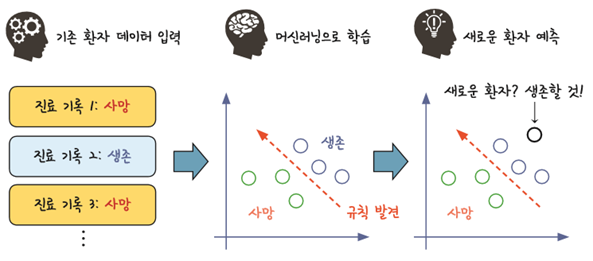 기존 환자 데이터 입력
머신러닝으로 학습
새로운 환자 예측
진료 기록 1: 사망
진료 기록 2: 생존
진료 기록 3: 사망
생존
사망
규칙 발견
새로운 환자? 생존할 것!
사망